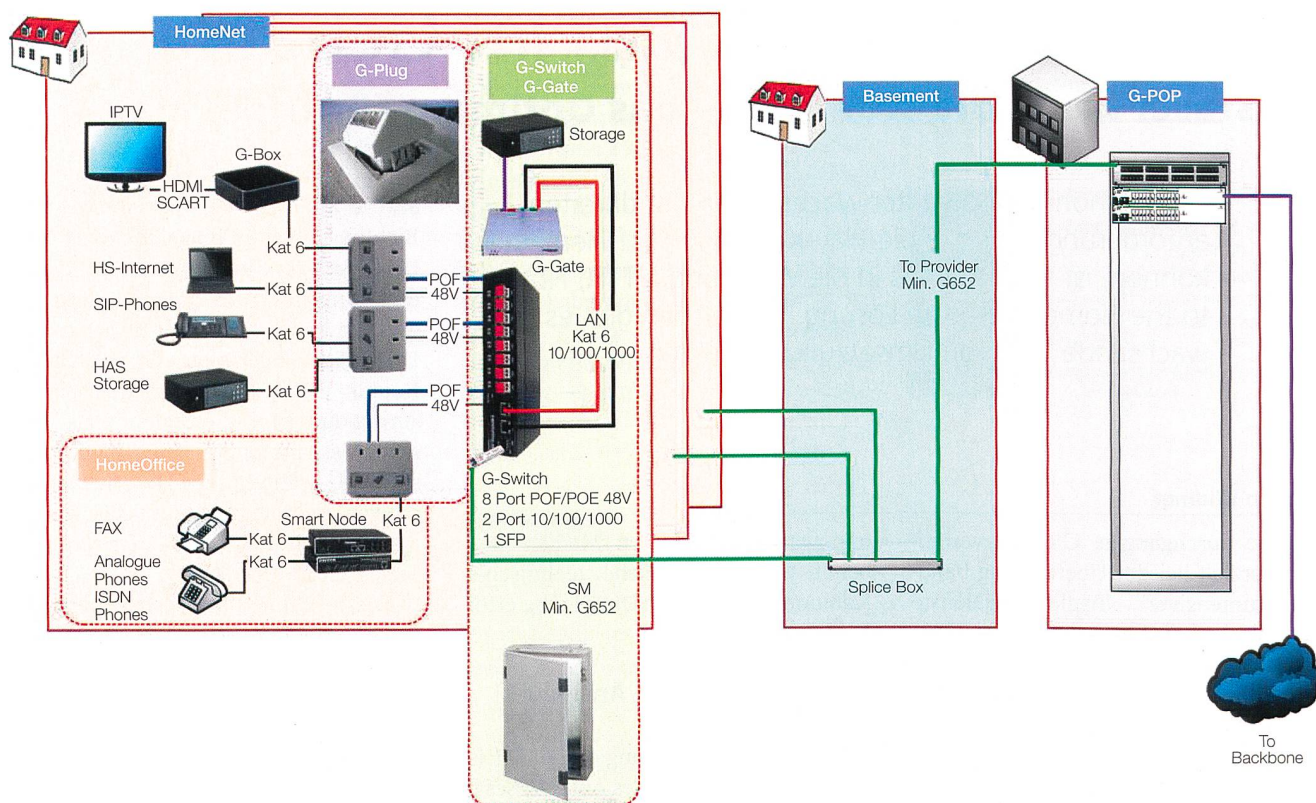 HomeNet
G-Plug
G-Switch
G-Gate
Basement
G-POP
IPTV
G-Box
HDMI
SCART
Kat 6
Storage
G-Gate
HS-Internet
Kat 6
POF
48V
SIP-Phones
Kat 6
POF
48V
LAN
Kat 6
10/100/1000
To Provider
Min. G652
HAS
Storage
Kat 6
POF
48V
HomeOffice
G-Switch
8 Port POF/POE 48V
2 Port 10/100/1000
1 SFP
FAX
Kat 6
Smart Node
Kat 6
Analogue
Phones
ISDN
Phones
Kat 6
SM
Min. G652
Splice Box
To
Backbone